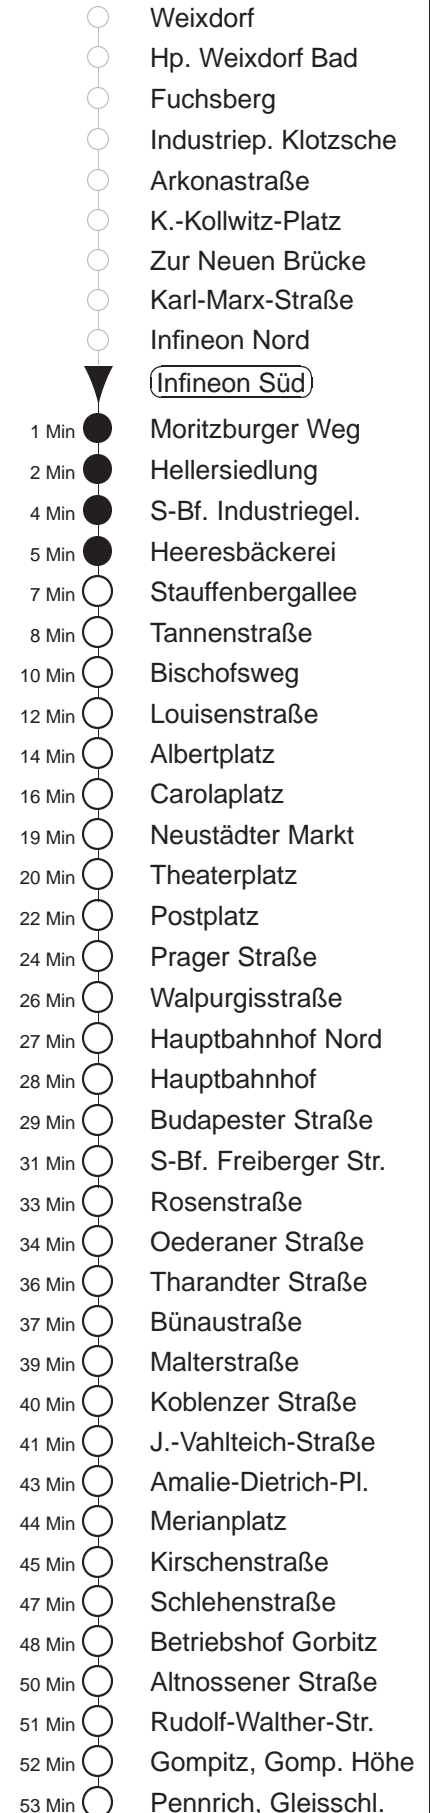 Weixdorf
Hp. Weixdorf Bad
Fuchsberg
Industriep. Klotzsche
Arkonastraße
K.-Kollwitz-Platz
Zur Neuen Brücke
Karl-Marx-Straße
Infineon Nord
Infineon Süd
1 Min Moritzburger Weg
2 Min Hellersiedlung
4 Min S-Bf. Industriegel.
5 Min Heeresbäckerei
7 Min Stauffenbergallee
8 Min Tannenstraße
10 Min Bischofsweg
12 Min Louisenstraße
14 Min Albertplatz
16 Min Carolaplatz
19 Min Neustädter Markt
20 Min Theaterplatz
22 Min Postplatz
24 Min Prager Straße
26 Min Walpurgisstraße
27 Min Hauptbahnhof Nord
28 Min Hauptbahnhof
29 Min Budapester Straße
31 Min S-Bf. Freiberger Str.
33 Min Rosenstraße
34 Min Oederaner Straße
36 Min Tharandter Straße
37 Min Bünaustraße
39 Min Malterstraße
40 Min Koblenzer Straße
41 Min J.-Vahlteich-Straße
43 Min Amalie-Dietrich-Pl.
44 Min Merianplatz
45 Min Kirschenstraße
47 Min Schlehenstraße
48 Min Betriebshof Gorbitz
50 Min Altnossener Straße
51 Min Rudolf-Walther-Str.
52 Min Gompitz, Gomp. Höhe
53 Min Pennrich, Gleisschl.